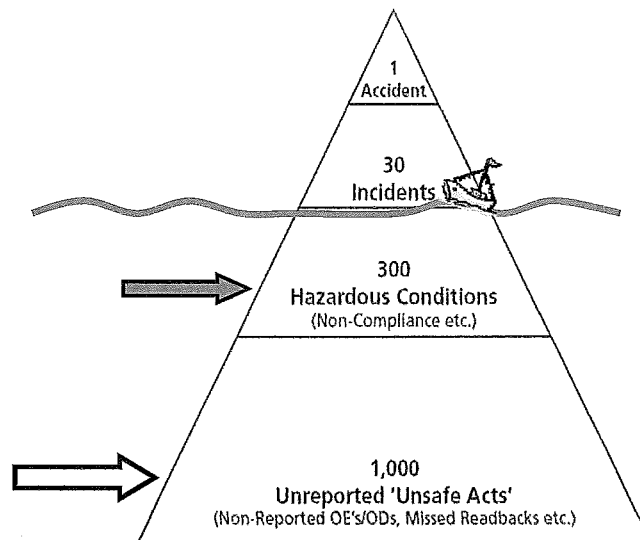 1
Accident
30
Incidents
300
Hazardous Conditions
(Non-Compliance etc.)
1,000
Unreported 'Unsafe Acts'
(Non-Reported OE's/ODs, Missed Readbacks etc.)